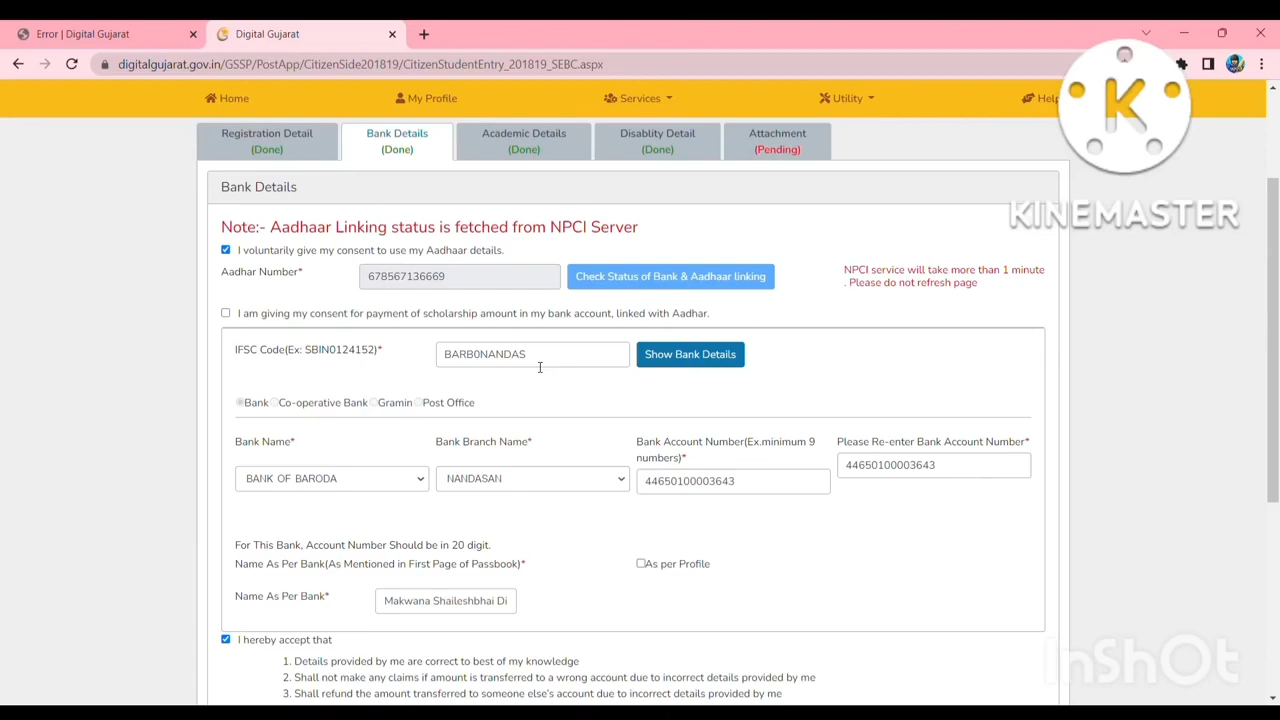 Error | Digital Gujarat
Digital Gujarat
digitalgujarat.gov.in/GSSP/PostApp/CitizenSide201819/CitizenStudentEntry_201819_SEBC.aspx
Home My Profile Services Utility Help
Registration Detail Bank Details Academic Details Disablity Detail Attachment
(Done) (Done) (Done) (Done) (Pending)
Bank Details
Note:- Aadhaar Linking status is fetched from NPCI Server
I voluntarily give my consent to use my Aadhaar details.
Aadhar Number* 678567136669 Check Status of Bank & Aadhaar linking
NPCI service will take more than 1 minute
. Please do not refresh page
I am giving my consent for payment of scholarship amount in my bank account, linked with Aadhar.
IFSC Code(Ex: SBIN0124152)* BARB0NANDAS Show Bank Details
Bank Co-operative Bank Gramin Post Office
Bank Name* Bank Branch Name* Bank Account Number(Ex.minimum 9
numbers)* Please Re-enter Bank Account Number*
BANK OF BARODA NANDASAN 44650100003643 44650100003643
For This Bank, Account Number Should be in 20 digit.
Name As Per Bank(As Mentioned in First Page of Passbook)* As per Profile
Name As Per Bank* Makwana Shaileshbhai Di
I hereby accept that
1. Details provided by me are correct to best of my knowledge
2. Shall not make any claims if amount is transferred to a wrong account due to incorrect details provided by me
3. Shall refund the amount transferred to someone else's account due to incorrect details provided by me
K
KINEMASTER
InShOt